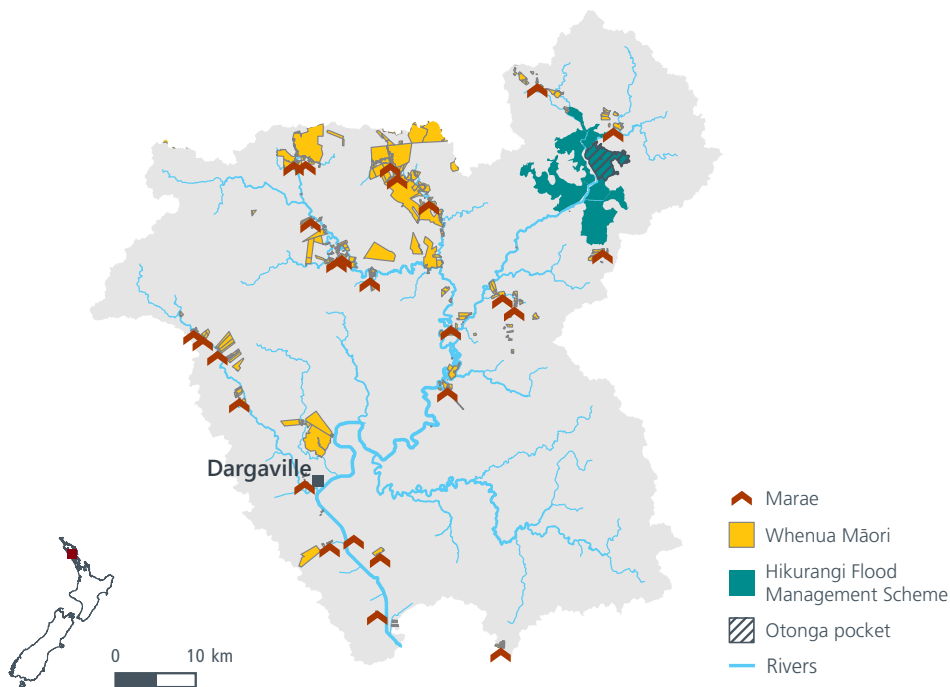 Dargaville
Marae
Whenua Māori
Hikurangi Flood
Management Scheme
Otonga pocket
Rivers
0 10 km